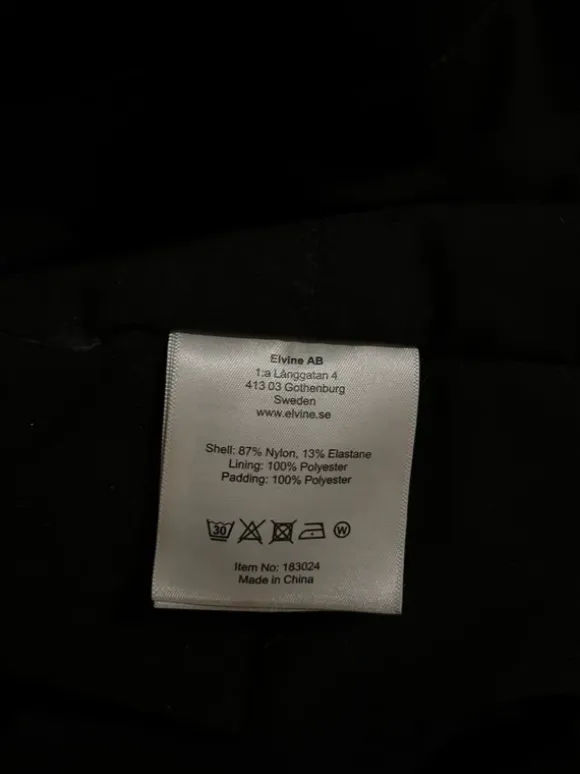 Elvine AB
1:a Långgatan 4
413 03 Gothenburg
Sweden
www.elvine.se
Shell: 87% Nylon, 13% Elastane
Lining: 100% Polyester
Padding: 100% Polyester
30 W
Item No: 183024
Made in China